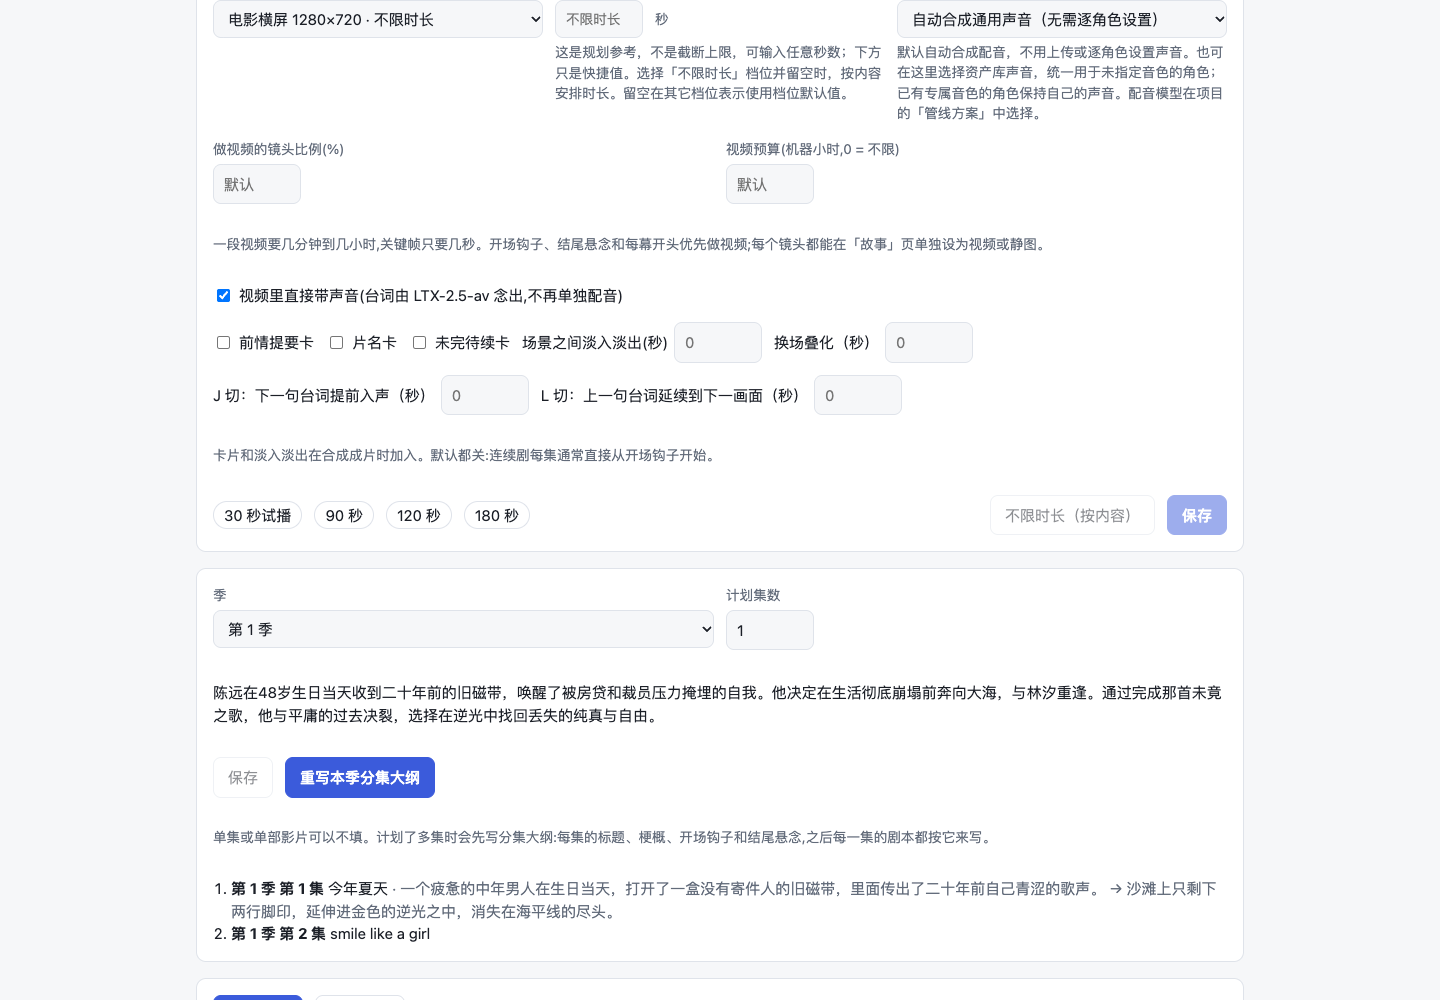 电影横屏 1280×720 · 不限时长
不限时长 秒
自动合成通用声音（无需逐角色设置）
这是规划参考，不是截断上限，可输入任意秒数；下方
只是快捷值。选择「不限时长」档位并留空时，按内容
安排时长。留空在其它档位表示使用档位默认值。
默认自动合成配音，不用上传或逐角色设置声音。也可
在这里选择资产库声音，统一用于未指定音色的角色；
已有专属音色的角色保持自己的声音。配音模型在项目
的「管线方案」中选择。
做视频的镜头比例(%)
默认
视频预算(机器小时,0 = 不限)
默认
一段视频要几分钟到几小时,关键帧只要几秒。开场钩子、结尾悬念和每幕开头优先做视频;每个镜头都能在「故事」页单独设为视频或静图。
视频里直接带声音(台词由 LTX-2.5-av 念出,不再单独配音)
前情提要卡 片名卡 未完待续卡 场景之间淡入淡出(秒) 0 换场叠化（秒） 0
J 切：下一句台词提前入声（秒） 0 L 切：上一句台词延续到下一画面（秒） 0
卡片和淡入淡出在合成成片时加入。默认都关:连续剧每集通常直接从开场钩子开始。
30 秒试播 90 秒 120 秒 180 秒 不限时长（按内容） 保存
季
第 1 季
计划集数
1
陈远在48岁生日当天收到二十年前的旧磁带，唤醒了被房贷和裁员压力掩埋的自我。他决定在生活彻底崩塌前奔向大海，与林汐重逢。通过完成那首未竟
之歌，他与平庸的过去决裂，选择在逆光中找回丢失的纯真与自由。
保存 重写本季分集大纲
单集或单部影片可以不填。计划了多集时会先写分集大纲:每集的标题、梗概、开场钩子和结尾悬念,之后每一集的剧本都按它来写。
1. 第 1 季 第 1 集 今年夏天 · 一个疲惫的中年男人在生日当天，打开了一盒没有寄件人的旧磁带，里面传出了二十年前自己青涩的歌声。 → 沙滩上只剩下
两行脚印，延伸进金色的逆光之中，消失在海平线的尽头。
2. 第 1 季 第 2 集 smile like a girl